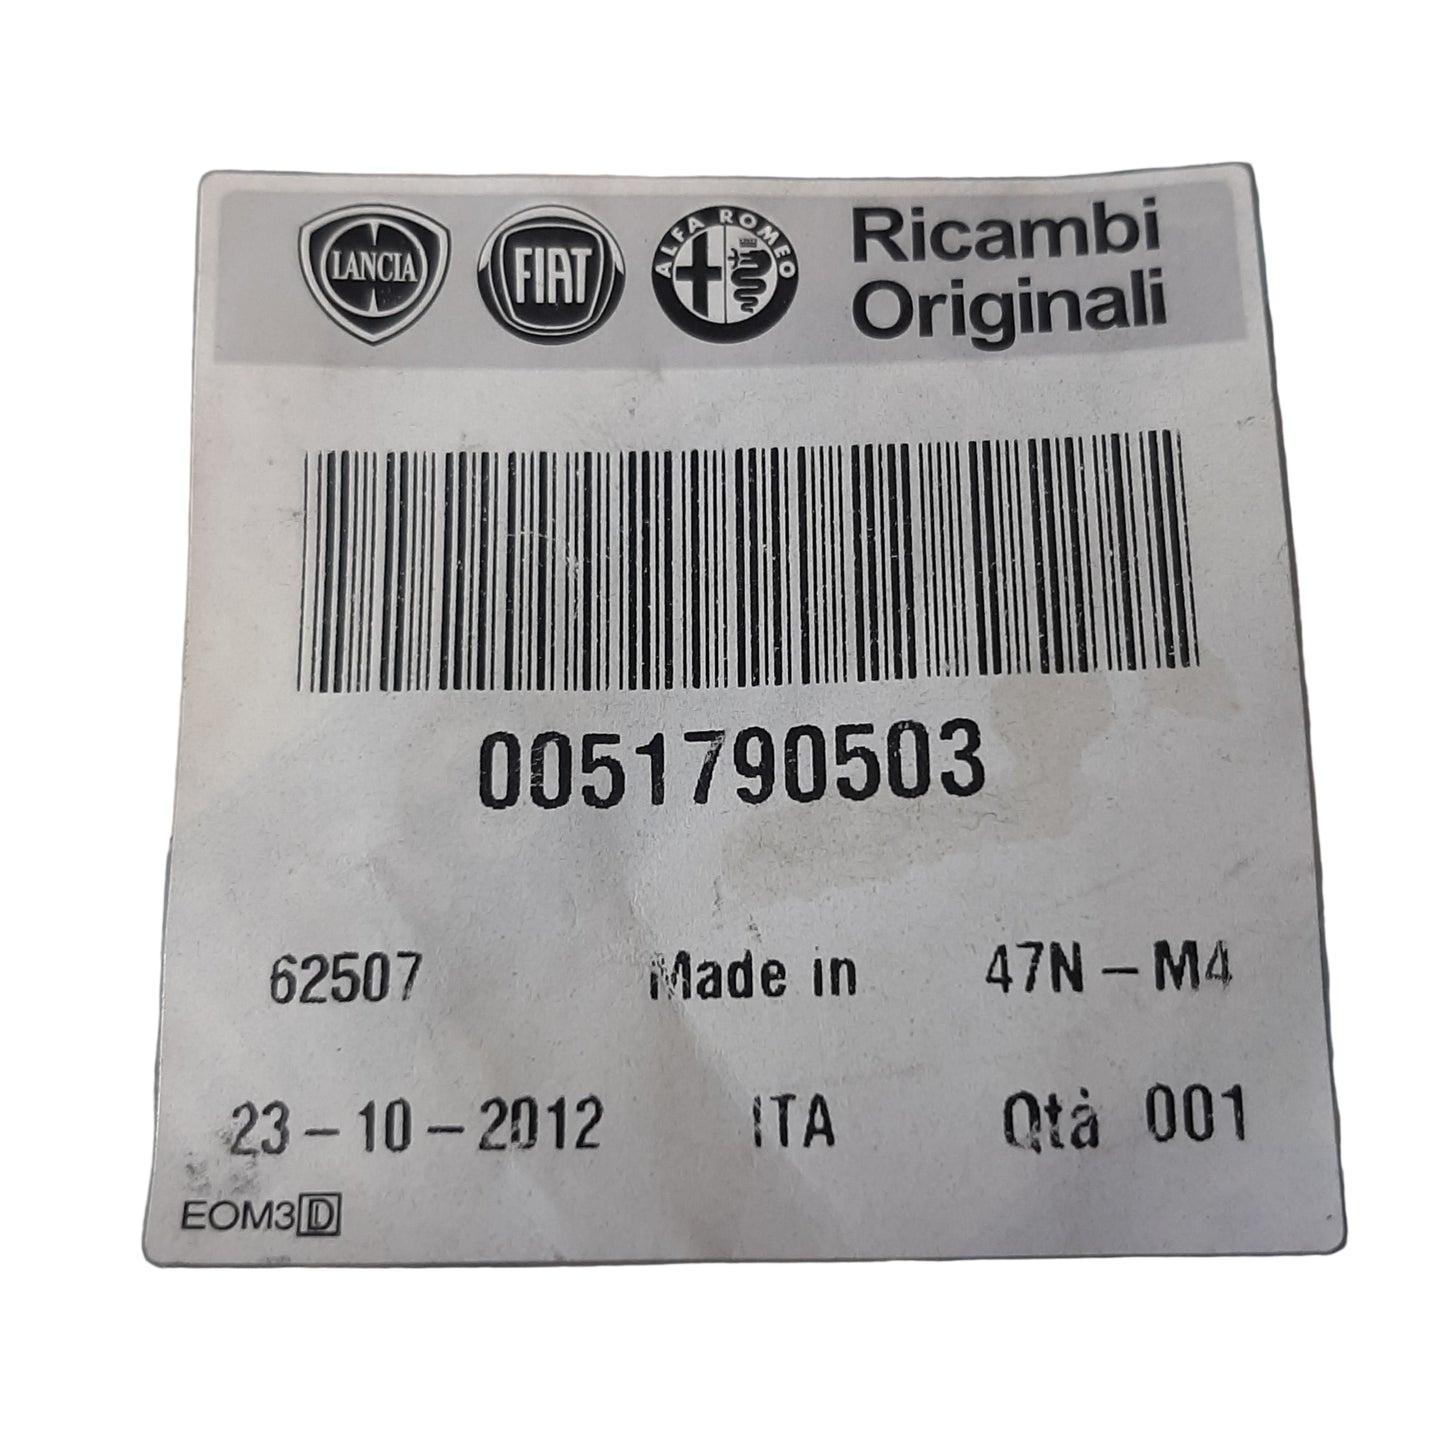 LANCIA FIAT ALFA ROMEO Ricambi
Originali
0051790503
62507 Made in 47N-M4
23-10-2012 ITA Qtà 001
EOM3D